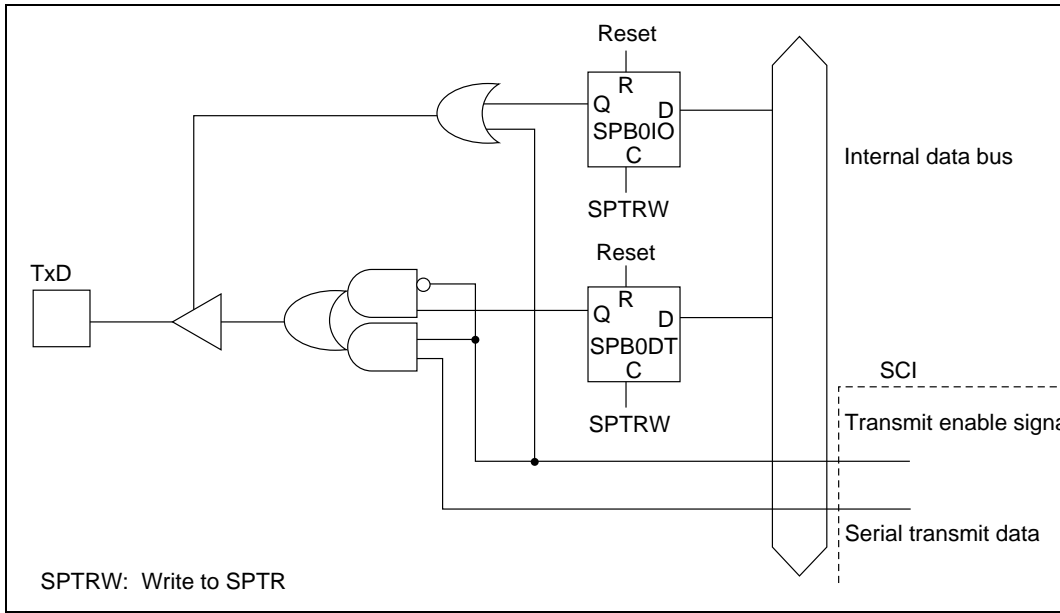 Reset
R
Q
D
SPB0IO
C
SPTRW
Internal data bus
Reset
R
Q
D
SPB0DT
C
SPTRW
TxD
SCI
Transmit enable signa
Serial transmit data
SPTRW: Write to SPTR